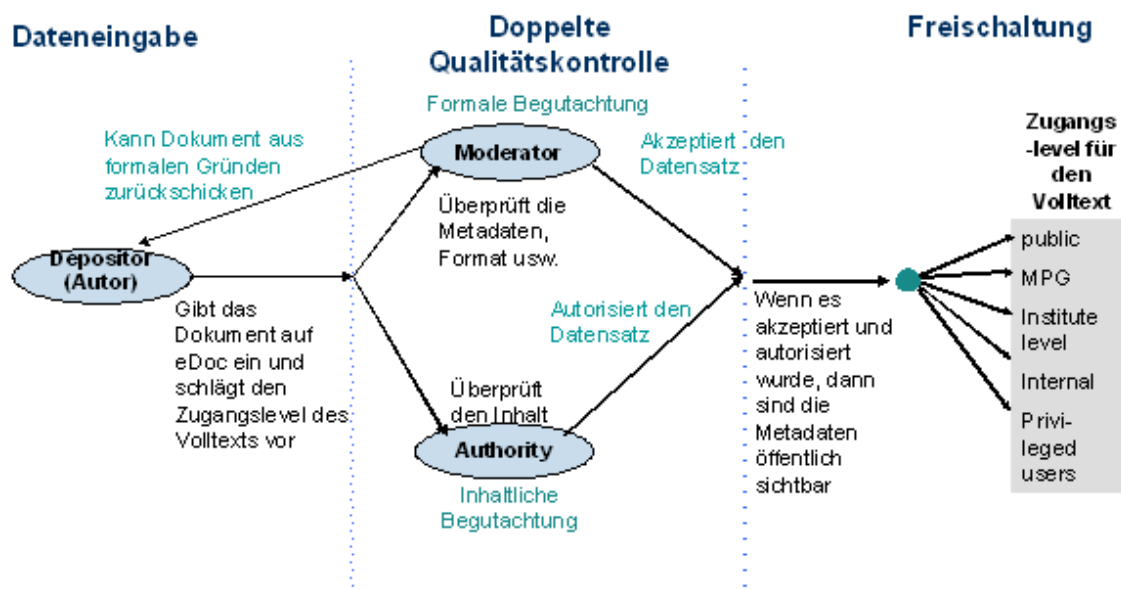 Dateneingabe
Doppelte
Qualitätskontrolle
Freischaltung
Formale Begutachtung
Kann Dokument aus
formalen Gründen
zurückschicken
Moderator
Akzeptiert den
Datensatz
Zugangs
-level für
den
Volltext
Überprüft die
Metadaten,
Format usw.
Depositor
(Autor)
Gibt das
Dokument auf
eDoc ein und
schlägt den
Zugangslevel des
Volltexts vor
Autorisiert den
Datensatz
Überprüft
den Inhalt
Authority
Inhaltliche
Begutachtung
Wenn es
akzeptiert und
autorisiert
wurde, dann
sind die
Metadaten
öffentlich
sichtbar
public
MPG
Institute
level
Internal
Privi-
leged
users